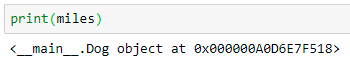 print(miles)
<__main__.Dog object at 0x000000A0D6E7F518>